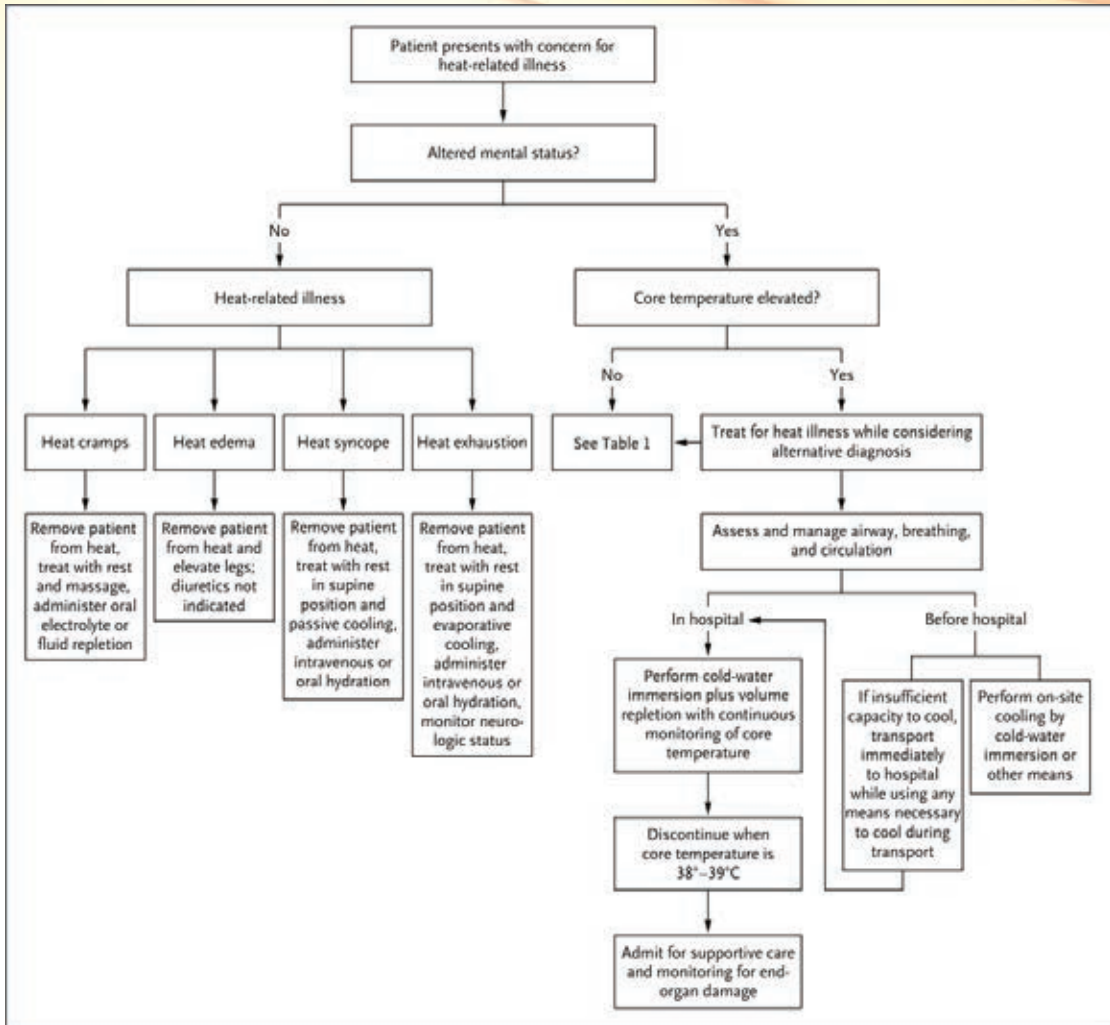 Patient presents with concern for
heat-related illness
Altered mental status?
No
Yes
Heat-related illness
Core temperature elevated?
No
Yes
Heat cramps
Heat edema
Heat syncope
Heat exhaustion
See Table 1
Treat for heat illness while considering
alternative diagnosis
Remove patient
from heat,
treat with rest
and massage,
administer oral
electrolyte or
fluid repletion
Remove patient
from heat and
elevate legs;
diuretics not
indicated
Remove patient
from heat,
treat with rest
in supine
position and
passive cooling,
administer
intravenous or
oral hydration
Remove patient
from heat,
treat with rest
in supine
position and
evaporative
cooling,
administer
intravenous or
oral hydration,
monitor neuro-
logic status
Assess and manage airway, breathing,
and circulation
In hospital
Before hospital
Perform cold-water
immersion plus volume
repletion with continuous
monitoring of core
temperature
If insufficient
capacity to cool,
transport
immediately
to hospital
while using any
means necessary
to cool during
transport
Perform on-site
cooling by
cold-water
immersion or
other means
Discontinue when
core temperature is
38°–39°C
Admit for supportive care
and monitoring for end-
organ damage